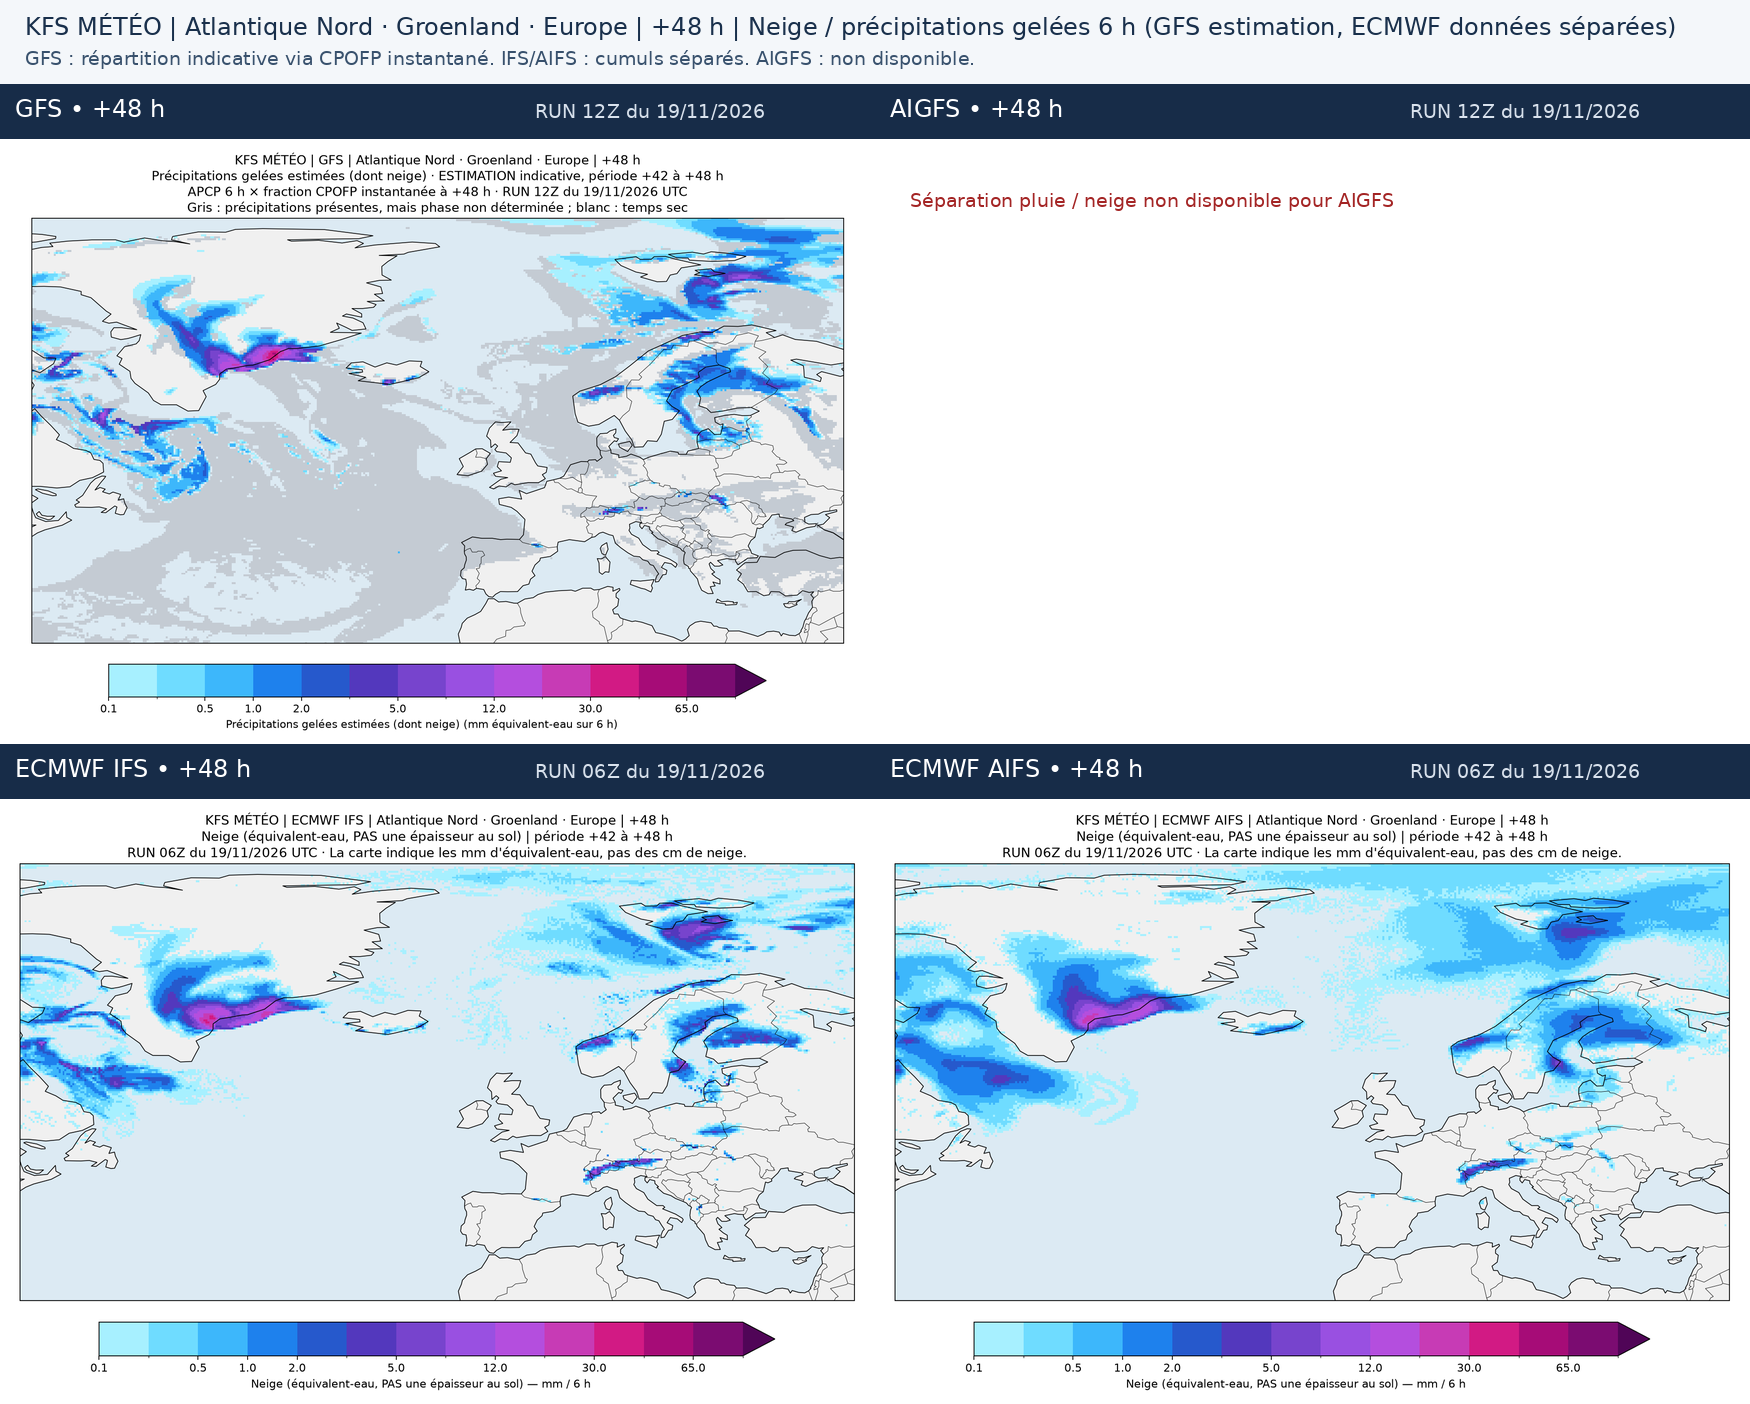 KFS MÉTÉO | Atlantique Nord · Groenland · Europe | +48 h | Neige / précipitations gelées 6 h (GFS estimation, ECMWF données séparées)
GFS : répartition indicative via CPOFP instantané. IFS/AIFS : cumuls séparés. AIGFS : non disponible.
GFS • +48 h
RUN 12Z du 19/11/2026
AIGFS • +48 h
RUN 12Z du 19/11/2026
KFS MÉTÉO | GFS | Atlantique Nord · Groenland · Europe | +48 h
Précipitations gelées estimées (dont neige) · ESTIMATION indicative, période +42 à +48 h
APCP 6 h × fraction CPOFP instantanée à +48 h · RUN 12Z du 19/11/2026 UTC
Gris : précipitations présentes, mais phase non déterminée ; blanc : temps sec
Séparation pluie / neige non disponible pour AIGFS
0.1 0.5 1.0 2.0 5.0 12.0 30.0 65.0
Précipitations gelées estimées (dont neige) (mm équivalent-eau sur 6 h)
ECMWF IFS • +48 h
RUN 06Z du 19/11/2026
ECMWF AIFS • +48 h
RUN 06Z du 19/11/2026
KFS MÉTÉO | ECMWF IFS | Atlantique Nord · Groenland · Europe | +48 h
Neige (équivalent-eau, PAS une épaisseur au sol) | période +42 à +48 h
RUN 06Z du 19/11/2026 UTC · La carte indique les mm d'équivalent-eau, pas des cm de neige.
KFS MÉTÉO | ECMWF AIFS | Atlantique Nord · Groenland · Europe | +48 h
Neige (équivalent-eau, PAS une épaisseur au sol) | période +42 à +48 h
RUN 06Z du 19/11/2026 UTC · La carte indique les mm d'équivalent-eau, pas des cm de neige.
0.1 0.5 1.0 2.0 5.0 12.0 30.0 65.0
Neige (équivalent-eau, PAS une épaisseur au sol) — mm / 6 h
0.1 0.5 1.0 2.0 5.0 12.0 30.0 65.0
Neige (équivalent-eau, PAS une épaisseur au sol) — mm / 6 h